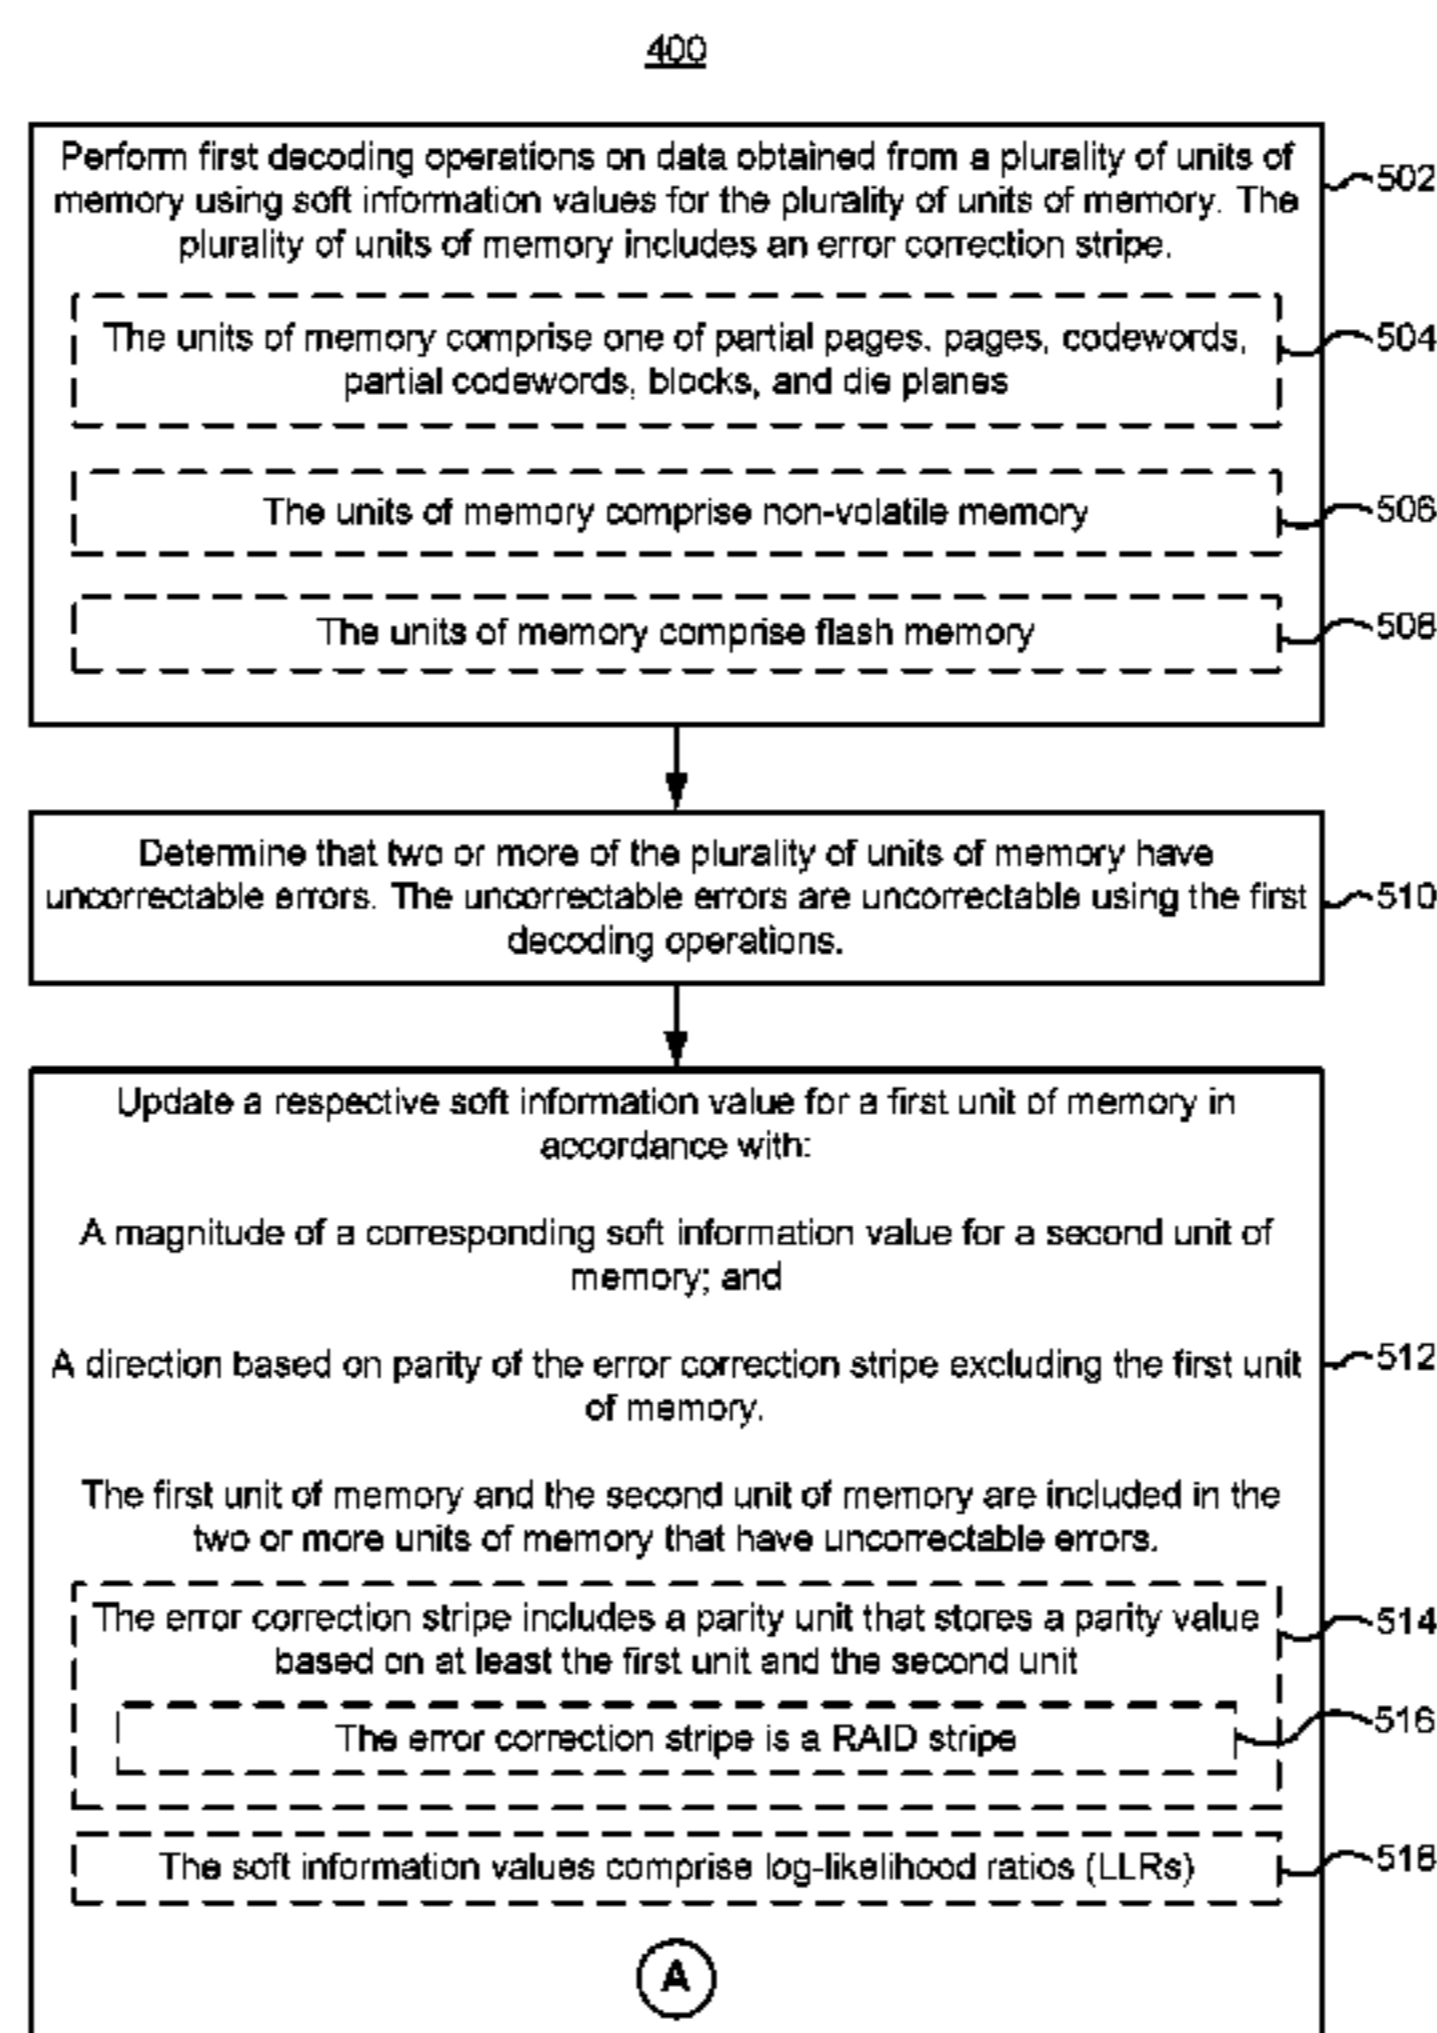 400
Perform first decoding operations on data obtained from a plurality of units of
memory using soft information values for the plurality of units of memory. The
plurality of units of memory includes an error correction stripe.
502
The units of memory comprise one of partial pages, pages, codewords,
partial codewords, blocks, and die planes
504
The units of memory comprise non-volatile memory
506
The units of memory comprise flash memory
508
Determine that two or more of the plurality of units of memory have
uncorrectable errors. The uncorrectable errors are uncorrectable using the first
decoding operations.
510
Update a respective soft information value for a first unit of memory in
accordance with:
A magnitude of a corresponding soft information value for a second unit of
memory; and
A direction based on parity of the error correction stripe excluding the first unit
of memory.
512
The first unit of memory and the second unit of memory are included in the
two or more units of memory that have uncorrectable errors.
The error correction stripe includes a parity unit that stores a parity value
based on at least the first unit and the second unit
514
The error correction stripe is a RAID stripe
516
The soft information values comprise log-likelihood ratios (LLRs)
518
A